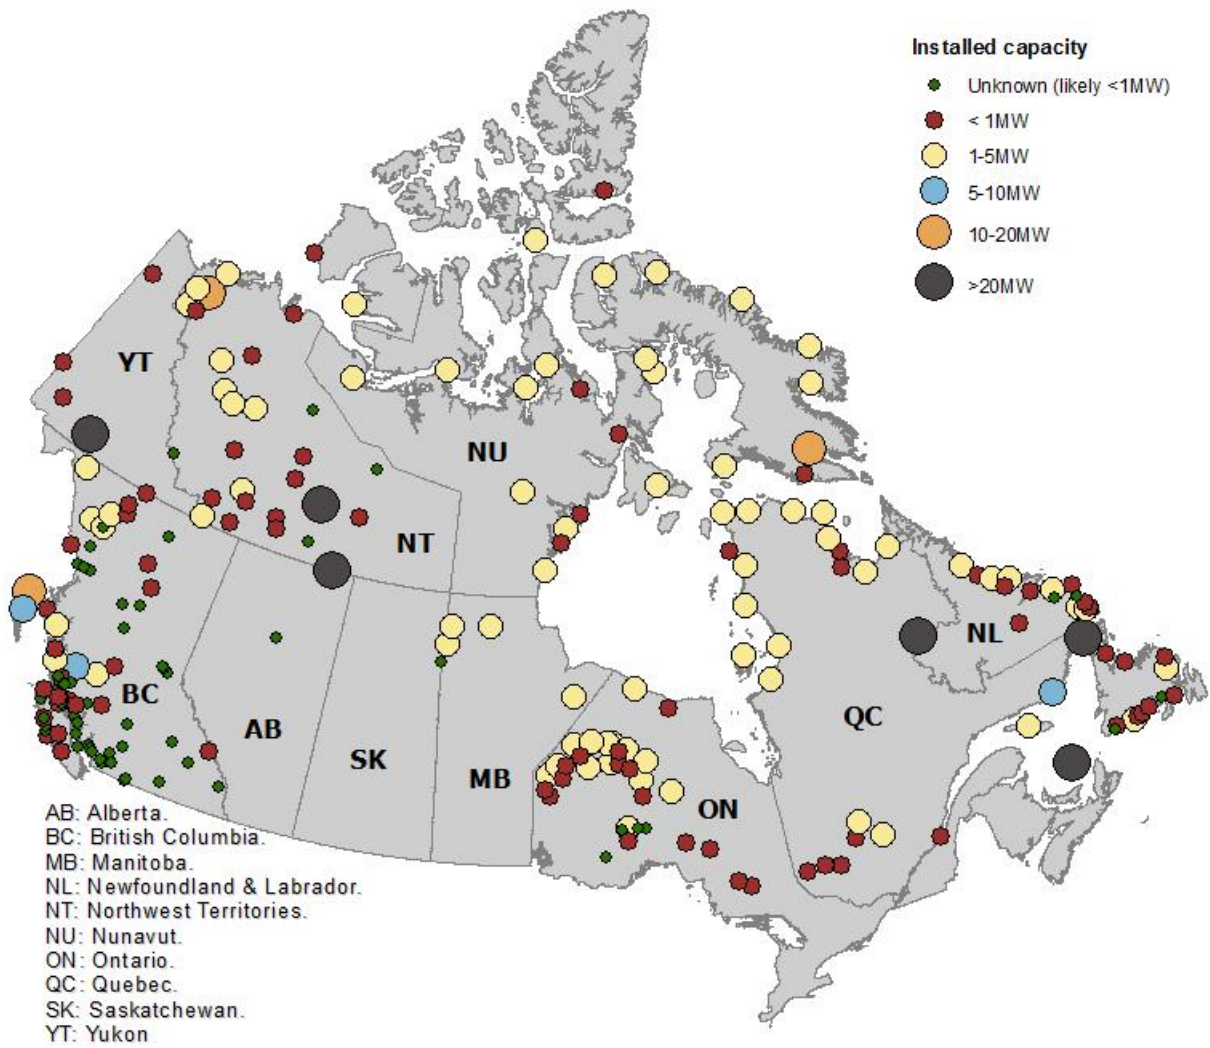 Installed capacity
Unknown (likely <1MW)
< 1MW
1-5MW
5-10MW
10-20MW
>20MW
YT
NU
NT
NL
BC
QC
AB
SK
MB
ON
AB: Alberta.
BC: British Columbia.
MB: Manitoba.
NL: Newfoundland & Labrador.
NT: Northwest Territories.
NU: Nunavut.
ON: Ontario.
QC: Quebec.
SK: Saskatchewan.
YT: Yukon